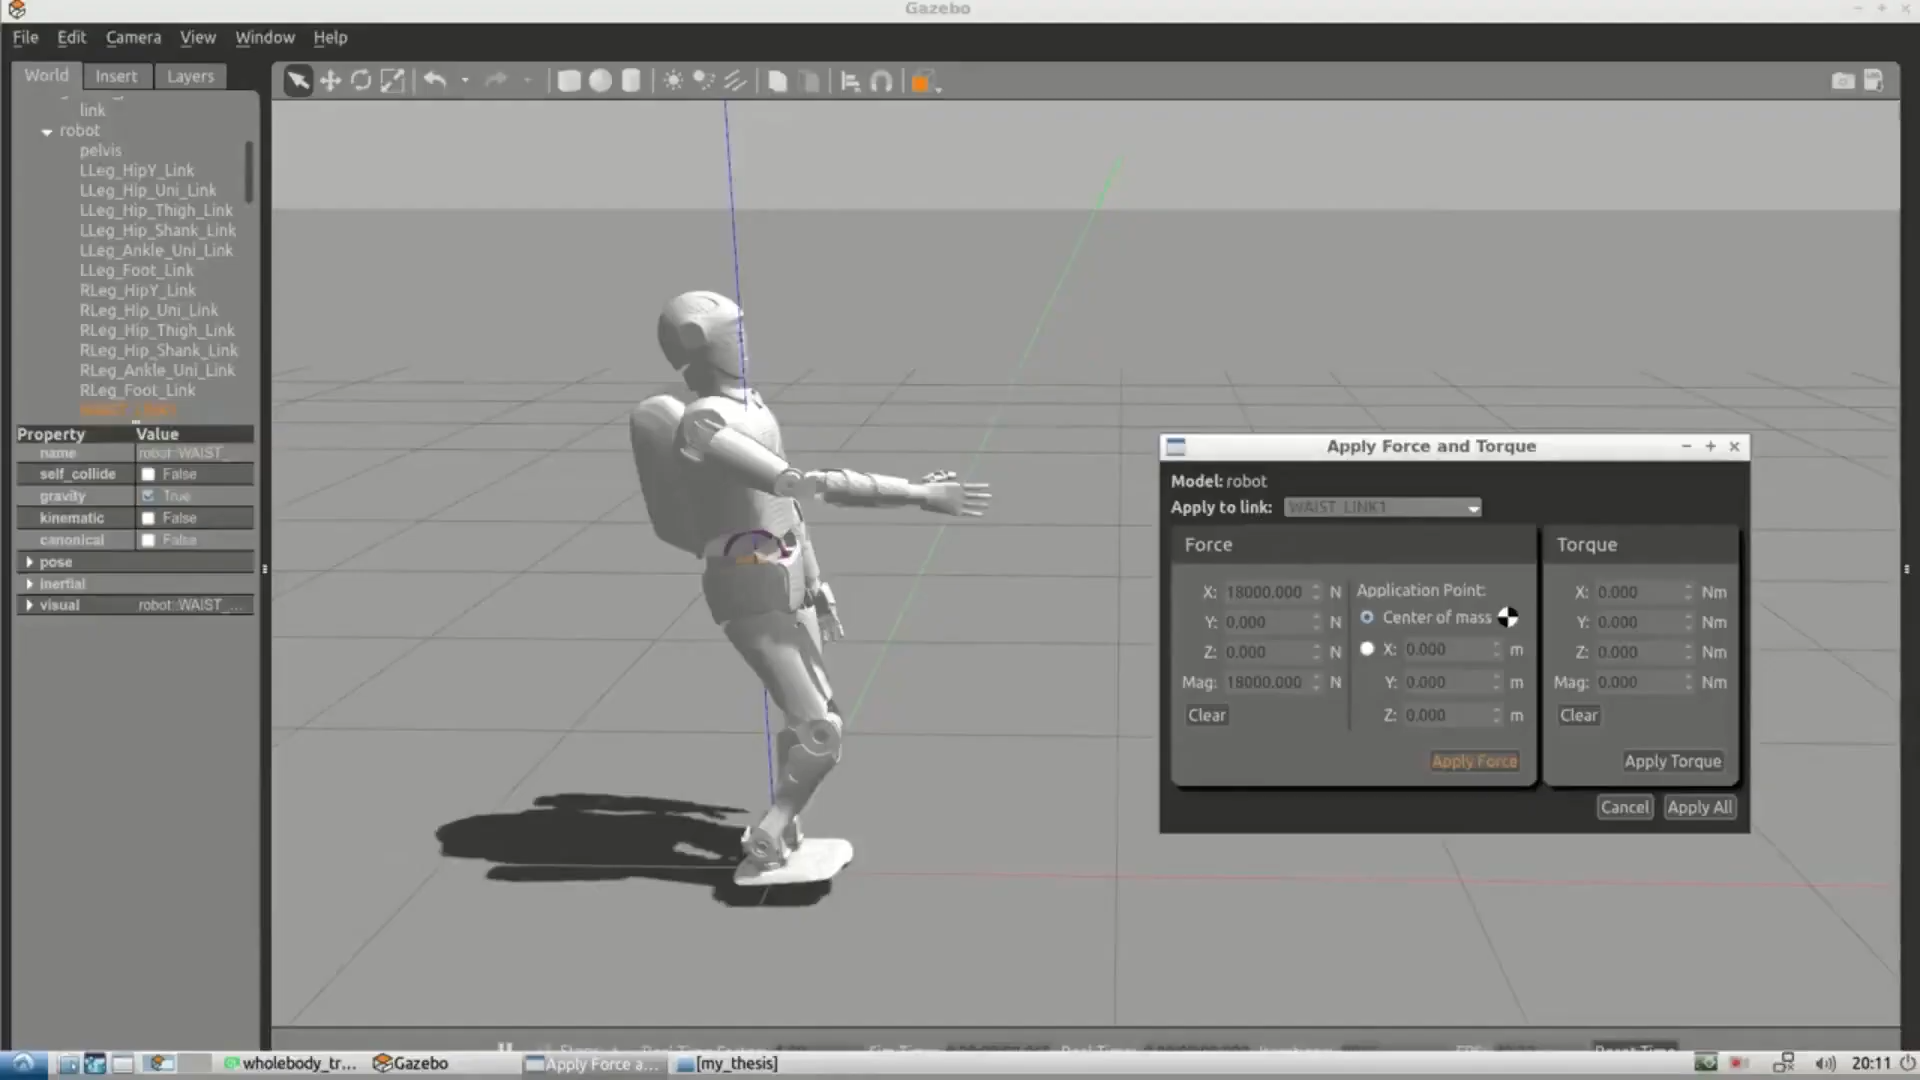 Gazebo
File Edit Camera View Window Help
World Insert Layers
link
robot
pelvis
LLeg_HipY_Link
LLeg_Hip_Uni_Link
LLeg_Hip_Thigh_Link
LLeg_Hip_Shank_Link
LLeg_Ankle_Uni_Link
LLeg_Foot_Link
RLeg_HipY_Link
RLeg_Hip_Uni_Link
RLeg_Hip_Thigh_Link
RLeg_Hip_Shank_Link
RLeg_Ankle_Uni_Link
RLeg_Foot_Link
Property Value
name robot::WAIST_
self_collide False
gravity True
kinematic False
canonical False
pose
inertial
visual robot::WAIST_...
Apply Force and Torque
Model: robot
Apply to link: WAIST_LINK1
Force
X: 18000.000 N
Y: 0.000 N
Z: 0.000 N
Mag: 18000.000 N
Clear
Application Point:
Center of mass
X: 0.000 m
Y: 0.000 m
Z: 0.000 m
Apply Force
Torque
X: 0.000 Nm
Y: 0.000 Nm
Z: 0.000 Nm
Mag: 0.000 Nm
Clear
Apply Torque
Cancel Apply All
wholebody_tr... Gazebo Apply Force a... [my_thesis] 20:11